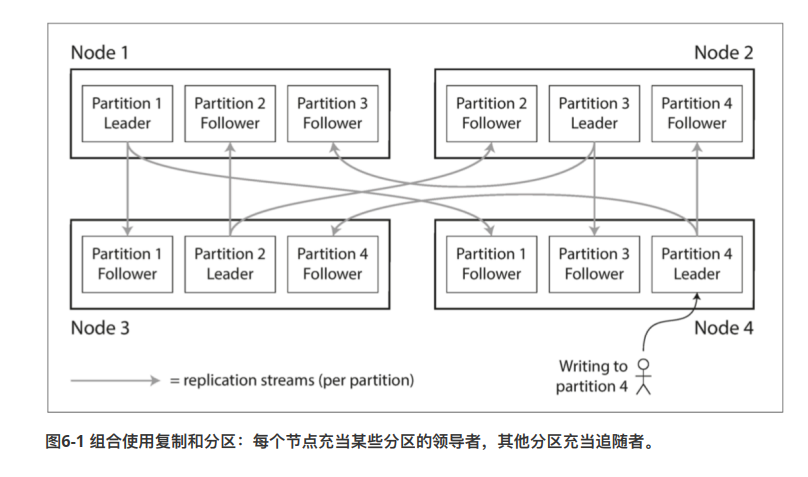 Node 1
Node 2
Partition 1
Leader
Partition 2
Follower
Partition 3
Follower
Partition 2
Follower
Partition 3
Leader
Partition 4
Follower
Partition 1
Follower
Partition 2
Leader
Partition 4
Follower
Partition 1
Follower
Partition 3
Follower
Partition 4
Leader
Node 3
Node 4
= replication streams (per partition)
Writing to
partition 4
图6-1 组合使用复制和分区：每个节点充当某些分区的领导者，其他分区充当追随者。